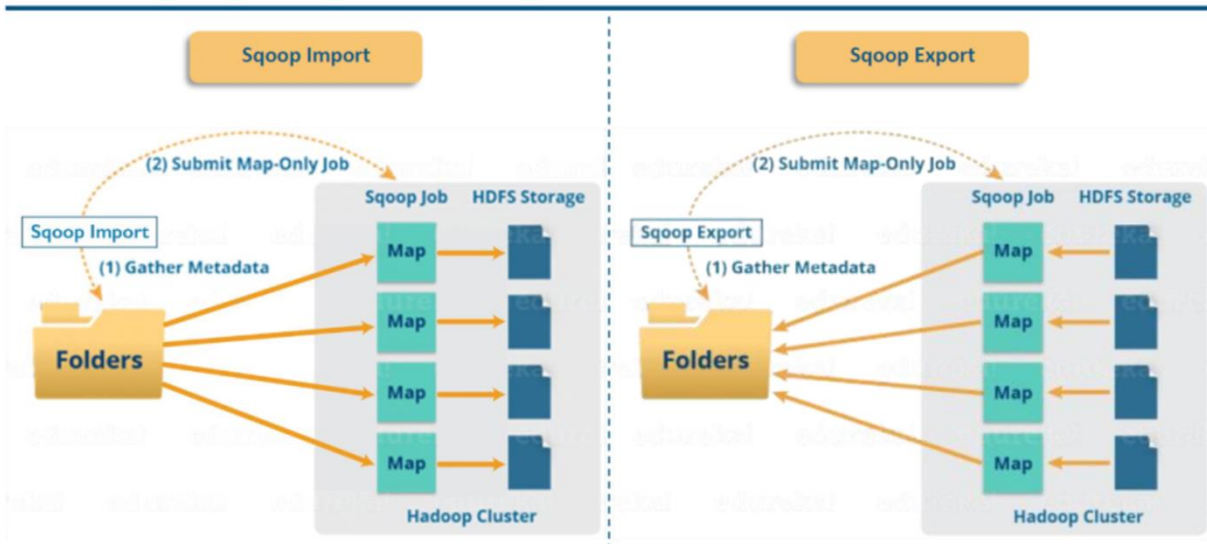 Sqoop Import
(2) Submit Map-Only Job
Sqoop Job HDFS Storage
Sqoop Import
Map
(1) Gather Metadata
Map
Folders
Map
Map
Hadoop Cluster
Sqoop Export
(2) Submit Map-Only Job
Sqoop Job HDFS Storage
Sqoop Export
Map
(1) Gather Metadata
Map
Folders
Map
Map
Hadoop Cluster